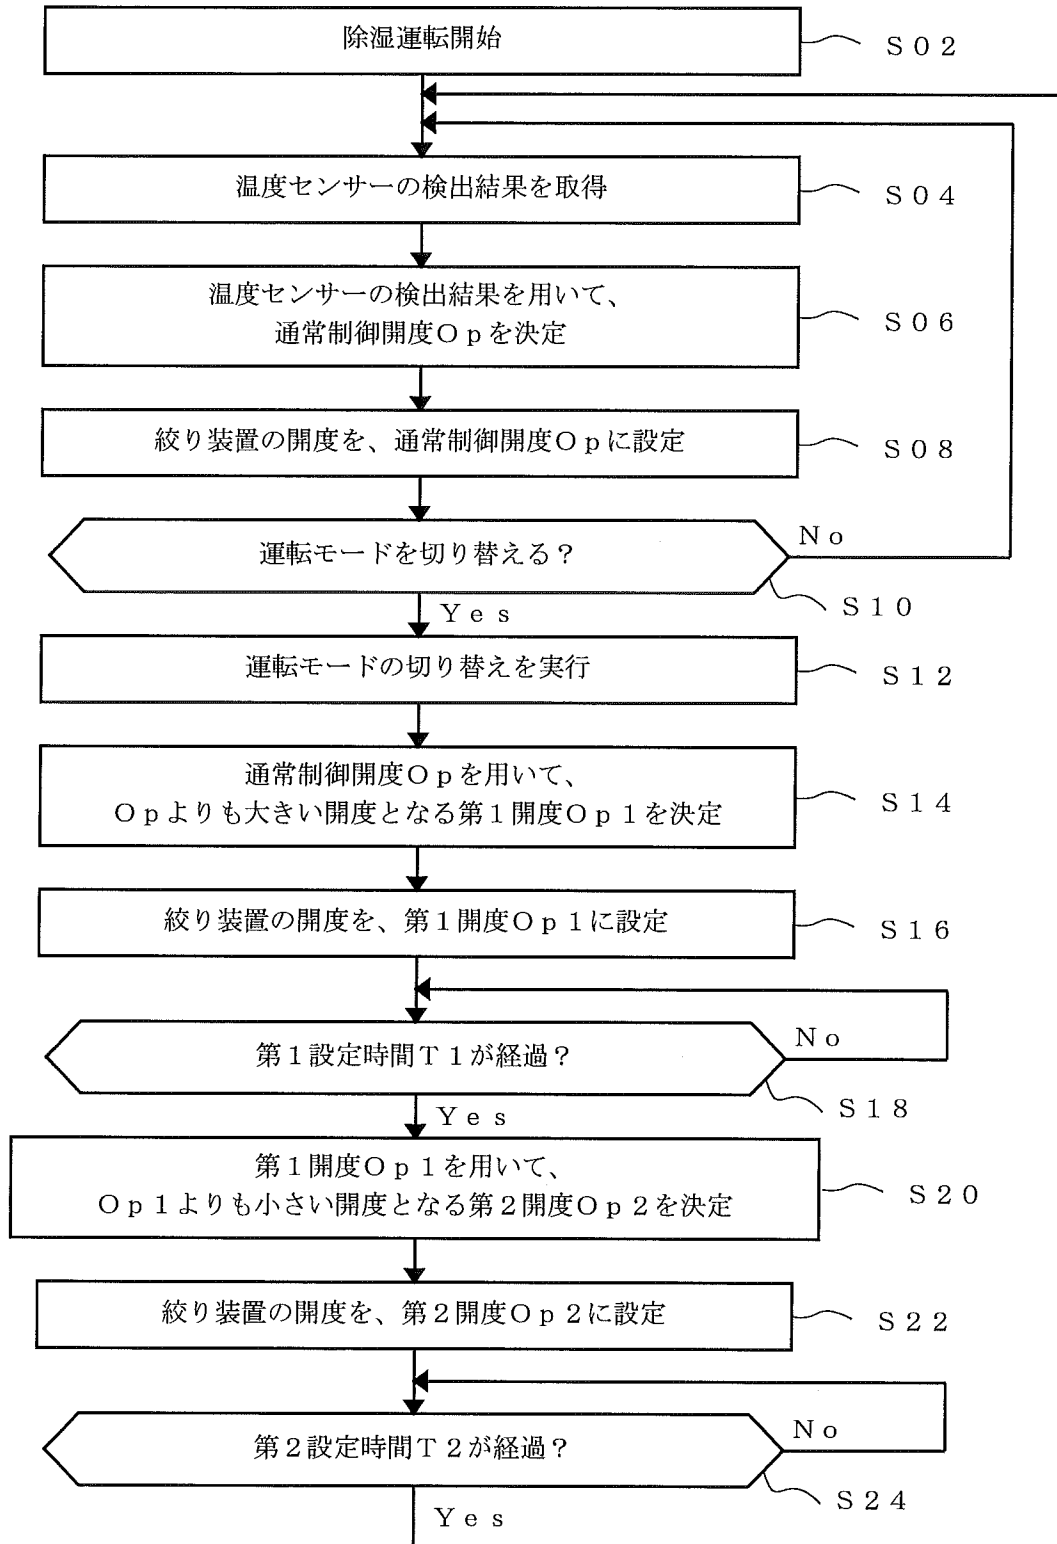 除湿運転開始
S02
温度センサーの検出結果を取得
S04
温度センサーの検出結果を用いて、
通常制御開度Opを決定
S06
絞り装置の開度を、通常制御開度Opに設定
S08
運転モードを切り替える？
No
S10
Yes
運転モードの切り替えを実行
S12
通常制御開度Opを用いて、
Opよりも大きい開度となる第1開度Op1を決定
S14
絞り装置の開度を、第1開度Op1に設定
S16
第1設定時間T1が経過？
No
S18
Yes
第1開度Op1を用いて、
Op1よりも小さい開度となる第2開度Op2を決定
S20
絞り装置の開度を、第2開度Op2に設定
S22
第2設定時間T2が経過？
No
S24
Yes